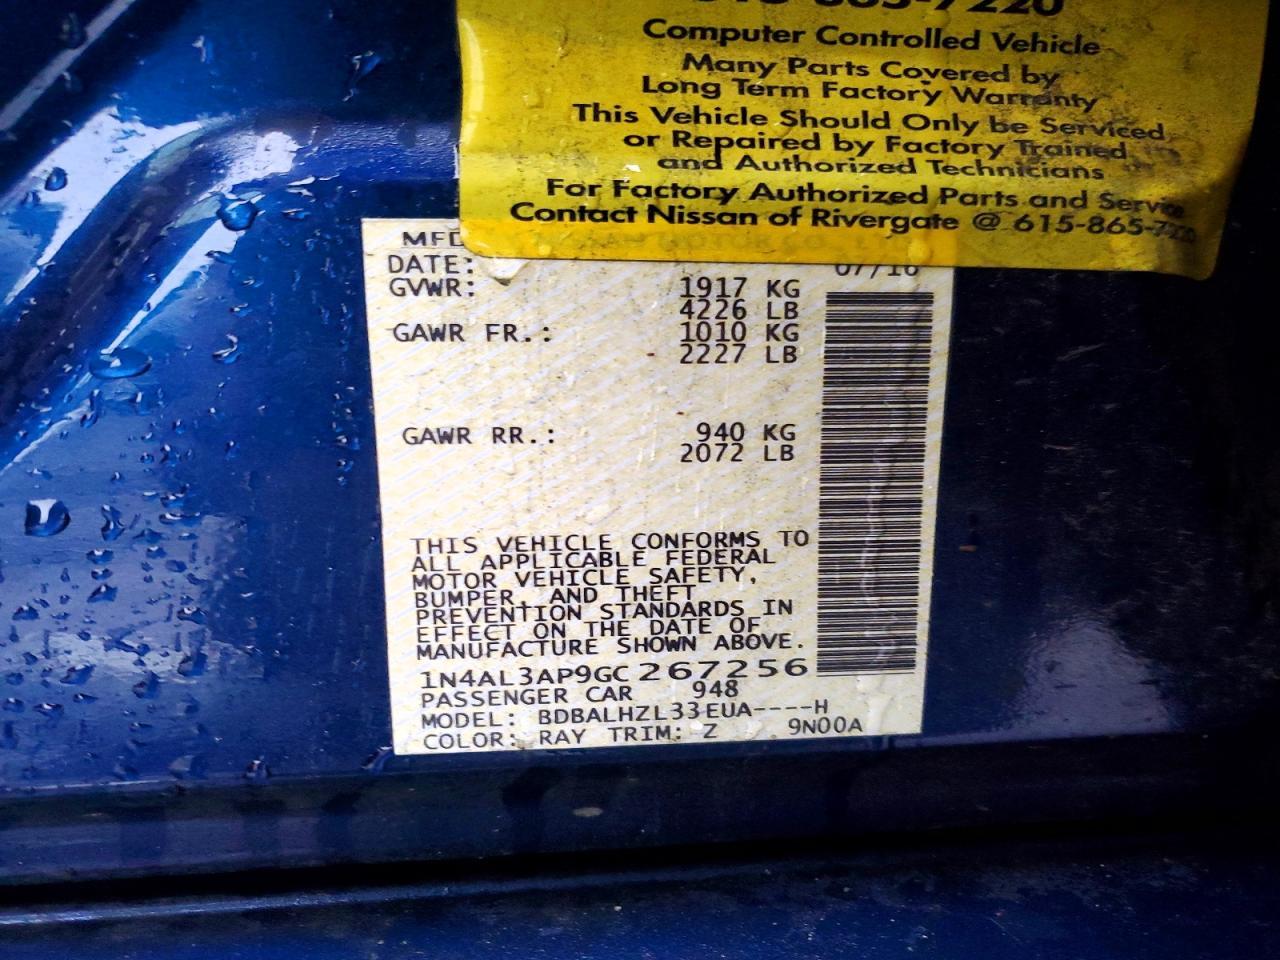 Computer Controlled Vehicle
Many Parts Covered by
Long Term Factory Warranty
This Vehicle Should Only be Serviced
or Repaired by Factory Trained
and Authorized Technicians
For Factory Authorized Parts and Service
Contact Nissan of Rivergate @ 615-865-7220
MFD
DATE: 07/16
GVWR: 1917 KG
4226 LB
GAWR FR.: 1010 KG
2227 LB
GAWR RR.: 940 KG
2072 LB
THIS VEHICLE CONFORMS TO
ALL APPLICABLE FEDERAL
MOTOR VEHICLE SAFETY,
BUMPER, AND THEFT
PREVENTION STANDARDS IN
EFFECT ON THE DATE OF
MANUFACTURE SHOWN ABOVE.
1N4AL3AP9GC267256
PASSENGER CAR 948
MODEL: BDBALHZL33EUA----H
COLOR: RAY TRIM: Z 9N00A